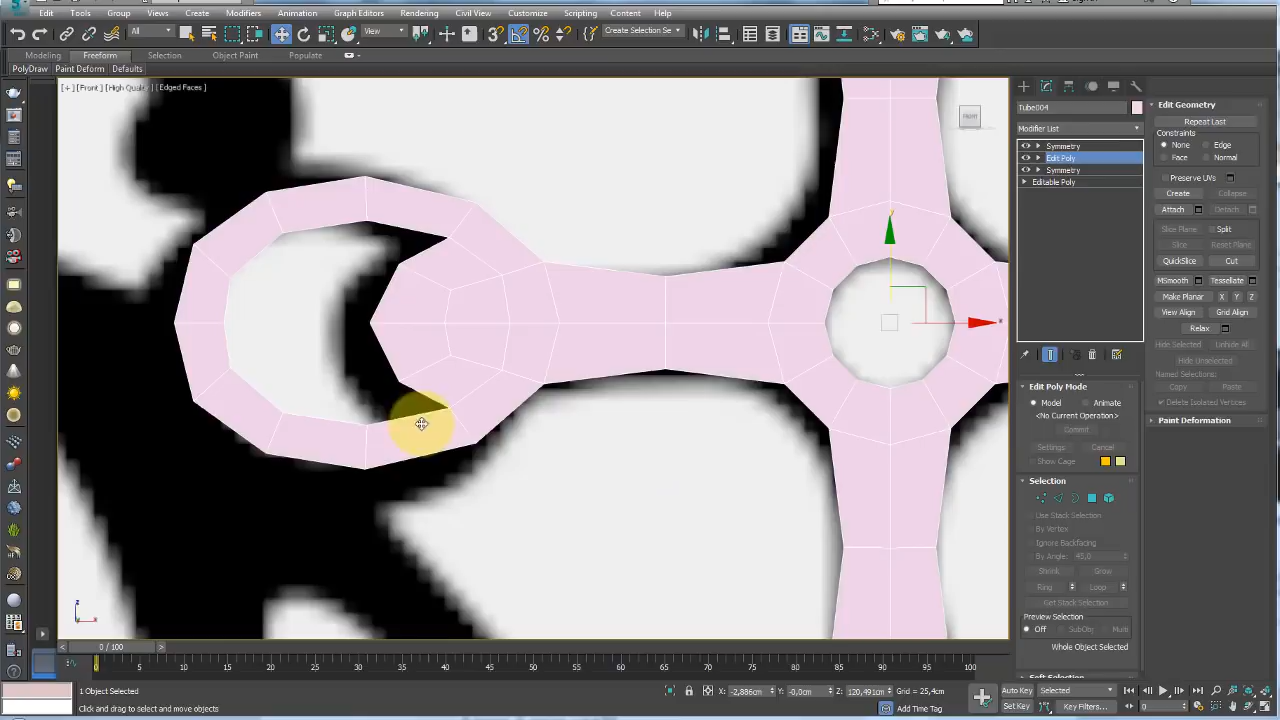 Edit Tools Group Views Create Modifiers Animation Graph Editors Rendering Civil View Customize Scripting Content Help
All View Create Selection Se
Modeling Freeform Selection Object Paint Populate
PolyDraw Paint Deform Defaults
[+] [Front] [High Quality] [Edged Faces]
FRONT
Tube004
Modifier List
Symmetry
Edit Poly
Symmetry
Editable Poly
Edit Geometry
Repeat Last
Constraints
None Edge
Face Normal
Preserve UVs
Create Collapse
Attach Detach
Slice Plane Split
Slice Reset Plane
QuickSlice Cut
MSmooth Tessellate
Make Planar X Y Z
View Align Grid Align
Relax
Hide Selected Unhide All
Hide Unselected
Named Selections:
Copy Paste
Delete Isolated Vertices
Paint Deformation
Edit Poly Mode
Model Animate
<No Current Operation>
Commit
Settings Cancel
Show Cage
Selection
Use Stack Selection
By Vertex
Ignore Backfacing
By Angle: 45,0
Shrink Grow
Ring Loop
Get Stack Selection
Preview Selection
Off SubObj Multi
Whole Object Selected
Soft Selection
y
x
z
x
0 / 100
0 5 10 15 20 25 30 35 40 45 50 55 60 65 70 75 80 85 90 95 100
1 Object Selected
Click and drag to select and move objects
X: -2,886cm Y: -0,0cm Z: 120,491cm Grid = 25,4cm
Add Time Tag
Auto Key Selected
Set Key Key Filters...
0